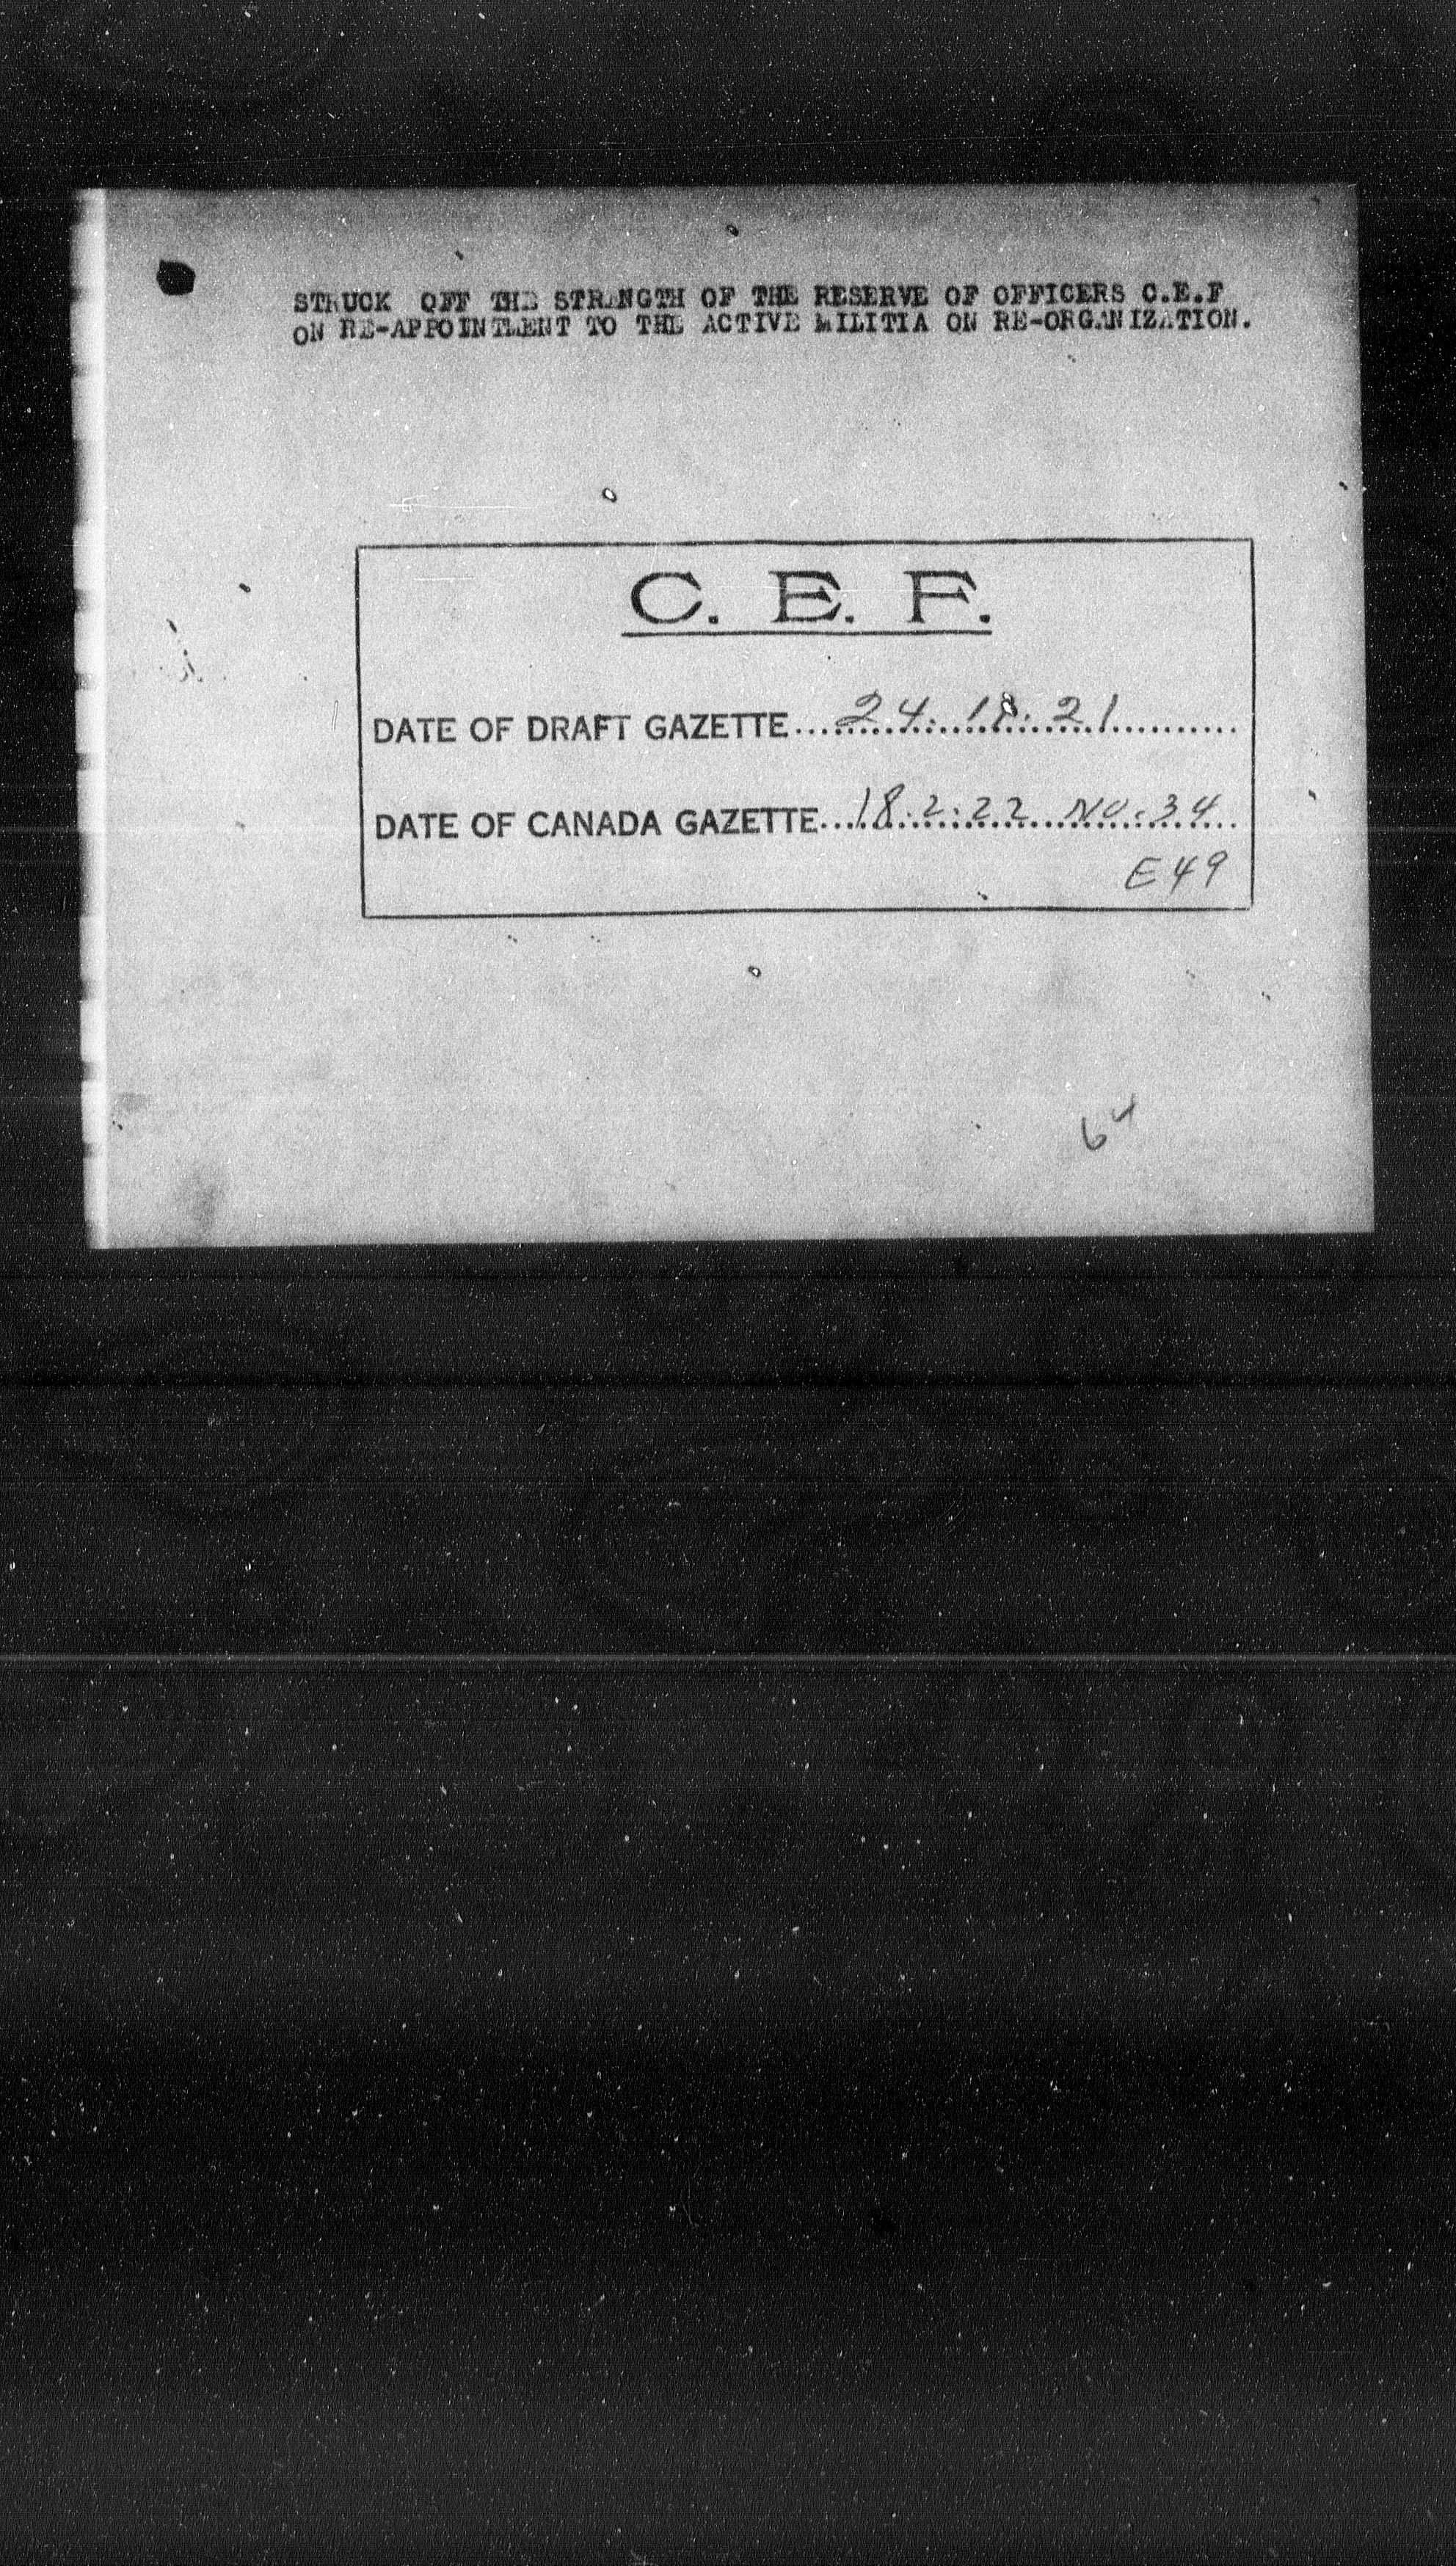 STRUCK OFF THE STRENGTH OF THE RESERVE OF OFFICERS C.E.F
ON RE-APPOINTMENT TO THE ACTIVE MILITIA ON RE-ORGANIZATION.
C. E. F.
DATE OF DRAFT GAZETTE....24.11.21..........
DATE OF CANADA GAZETTE....18.2.22 NO.34
E49
64